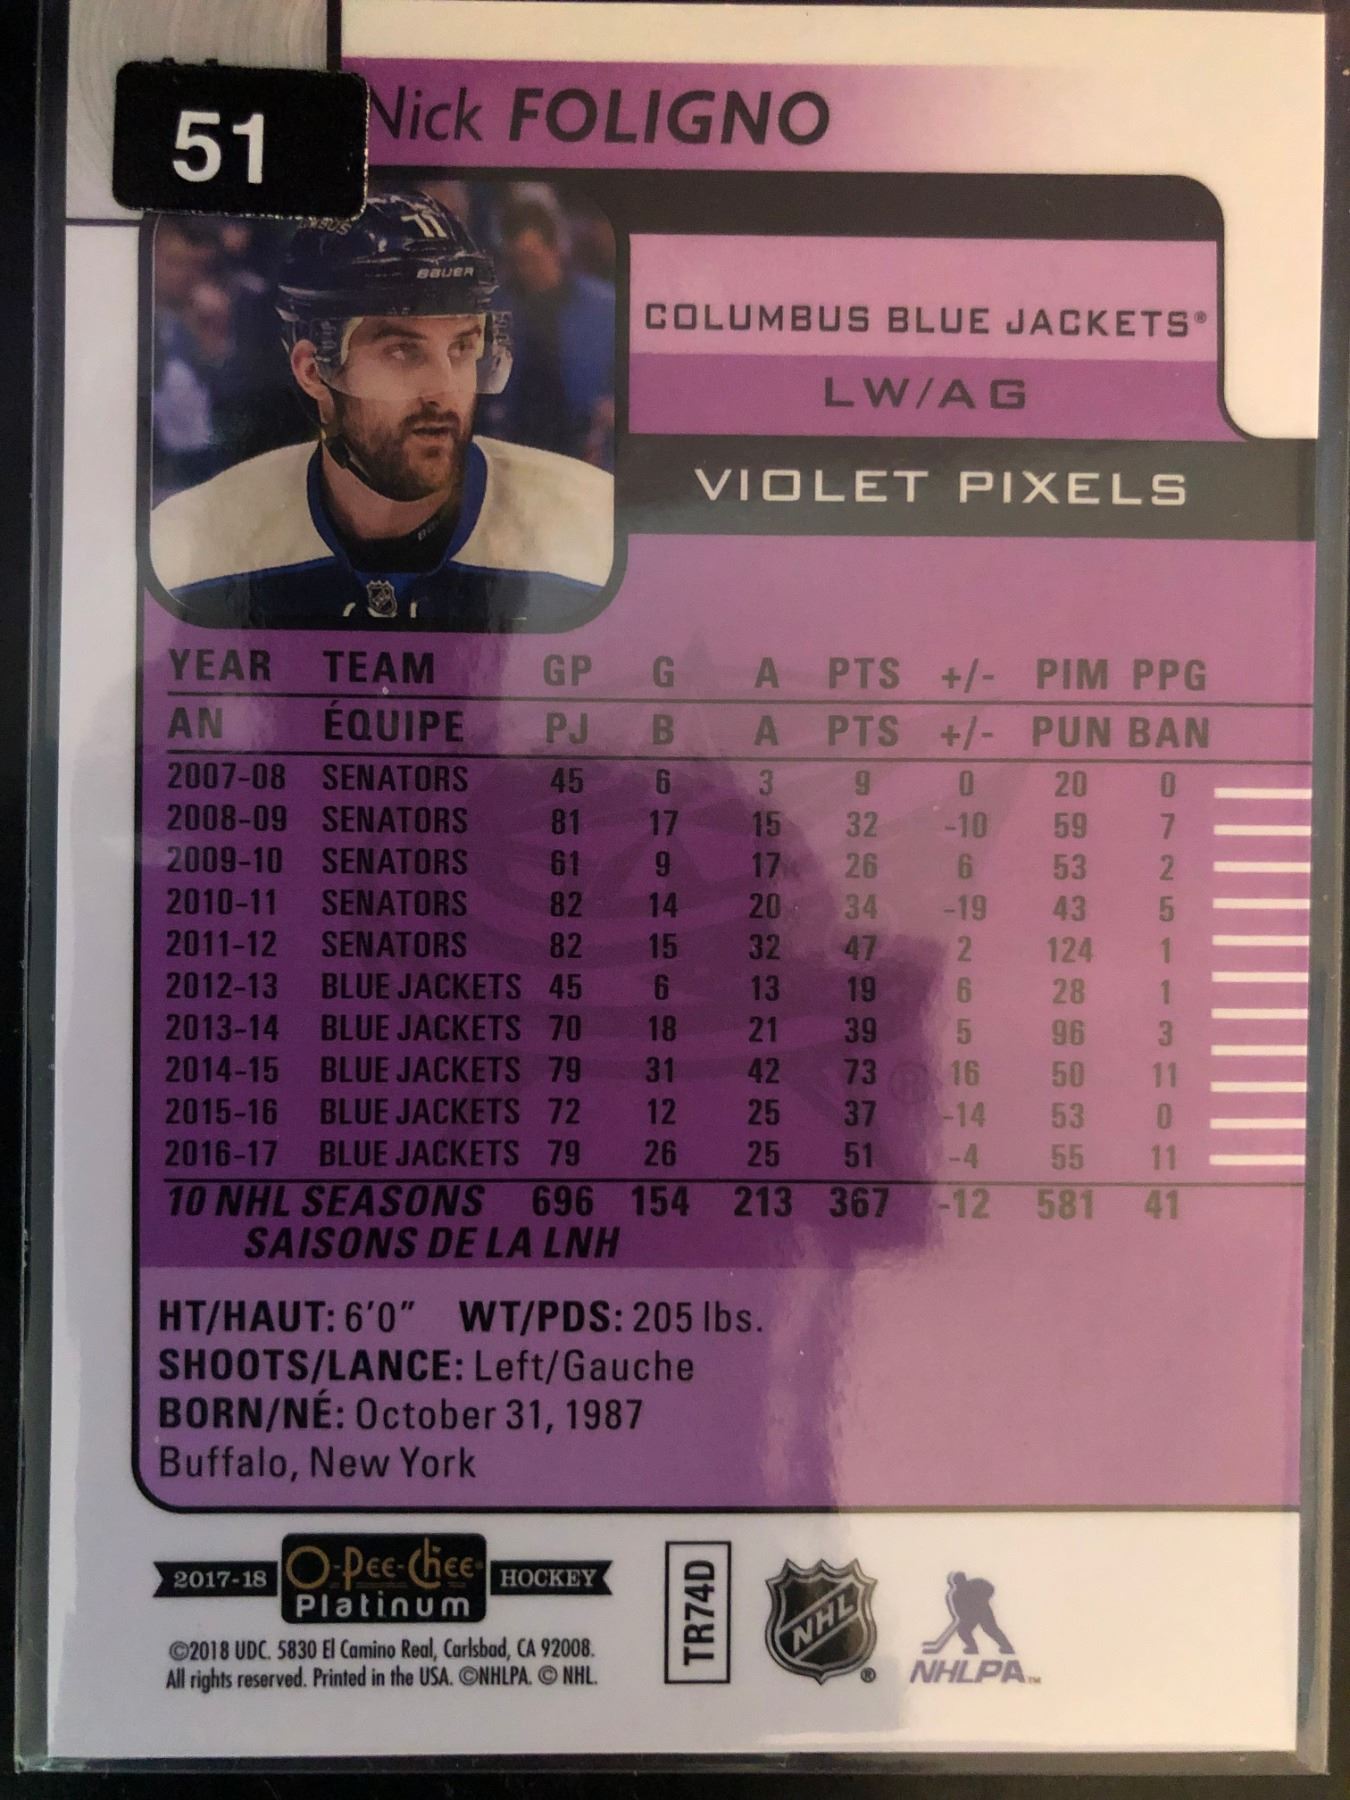 51
Nick FOLIGNO
71
BAUER
COLUMBUS BLUE JACKETS®
LW/AG
VIOLET PIXELS
YEAR TEAM GP G A PTS +/- PIM PPG
AN ÉQUIPE PJ B A PTS +/- PUN BAN
2007-08 SENATORS 45 6 3 9 0 20 0
2008-09 SENATORS 81 17 15 32 -10 59 7
2009-10 SENATORS 61 9 17 26 6 53 2
2010-11 SENATORS 82 14 20 34 -19 43 5
2011-12 SENATORS 82 15 32 47 2 124 1
2012-13 BLUE JACKETS 45 6 13 19 6 28 1
2013-14 BLUE JACKETS 70 18 21 39 5 96 3
2014-15 BLUE JACKETS 79 31 42 73 16 50 11
2015-16 BLUE JACKETS 72 12 25 37 -14 53 0
2016-17 BLUE JACKETS 79 26 25 51 -4 55 11
10 NHL SEASONS 696 154 213 367 -12 581 41
SAISONS DE LA LNH
HT/HAUT: 6'0" WT/PDS: 205 lbs.
SHOOTS/LANCE: Left/Gauche
BORN/NÉ: October 31, 1987
Buffalo, New York
2017-18 O-Pee-Chee Platinum HOCKEY
©2018 UDC. 5830 El Camino Real, Carlsbad, CA 92008.
All rights reserved. Printed in the USA. ©NHLPA. © NHL.
TR74D
NHL®
NHLPA™